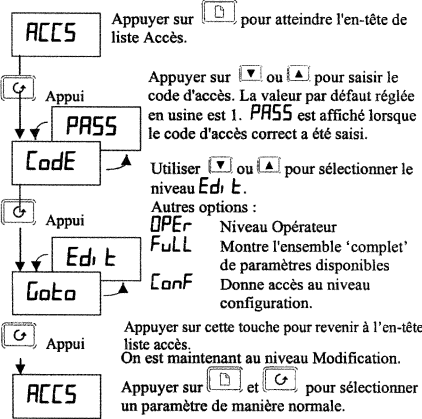 ACCS
Appuyer sur pour atteindre l'en-tête de
liste Accès.
Appui
PASS
CodE
Appuyer sur ou pour saisir le
code d'accès. La valeur par défaut réglée
en usine est 1. PASS est affiché lorsque
le code d'accès correct a été saisi.
Utiliser ou pour sélectionner le
niveau Edit.
Autres options :
OPEr Niveau Opérateur
FuLL Montre l'ensemble ‘complet’
de paramètres disponibles
ConF Donne accès au niveau
configuration.
Appui
Edit
Goto
Appui
Appuyer sur cette touche pour revenir à l’en-tête
liste accès.
On est maintenant au niveau Modification.
ACCS
Appuyer sur et pour sélectionner
un paramètre de manière normale.